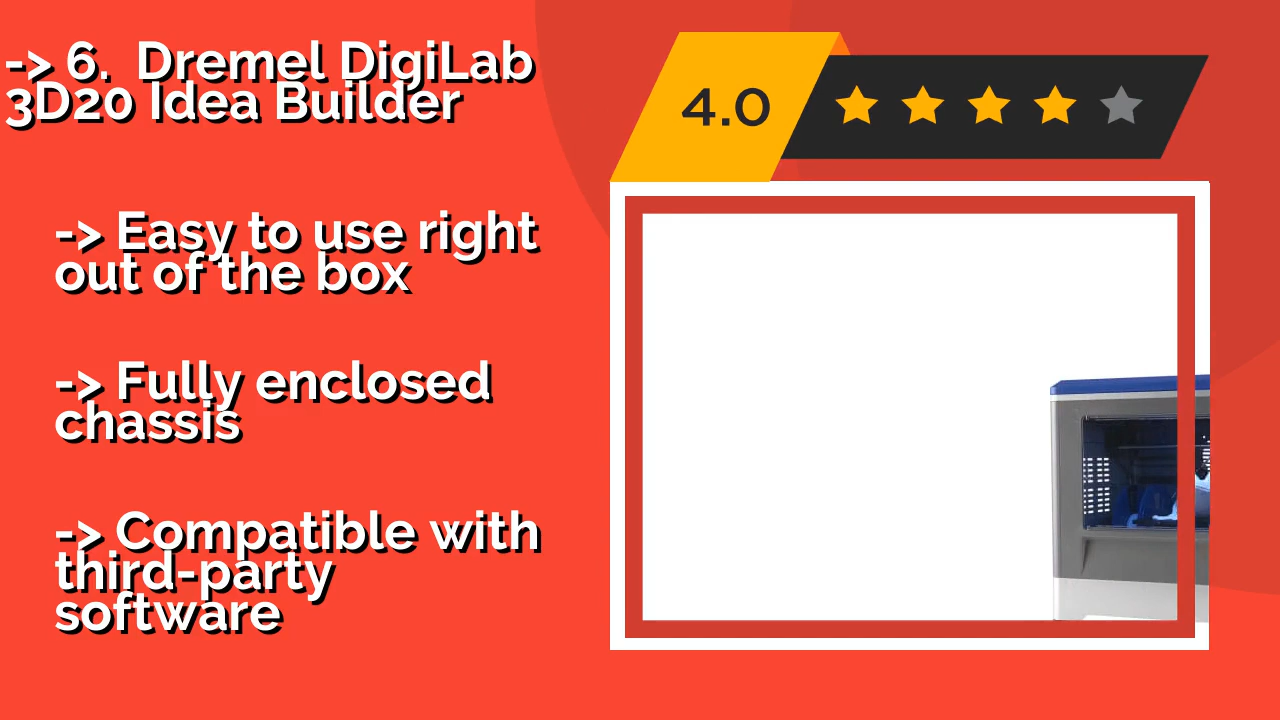 -> 6.  Dremel DigiLab
3D20 Idea Builder
4.0
-> Easy to use right
out of the box
-> Fully enclosed
chassis
-> Compatible with
third-party
software